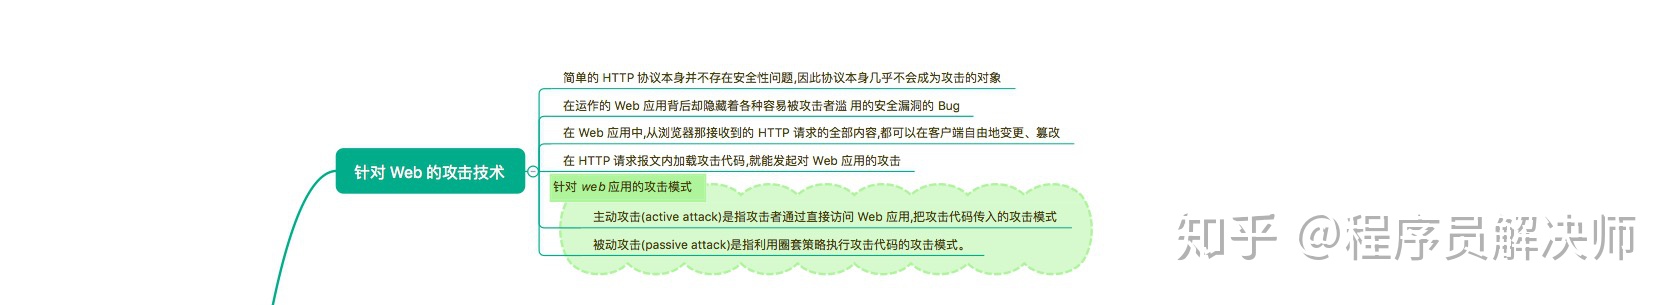 简单的 HTTP 协议本身并不存在安全性问题,因此协议本身几乎不会成为攻击的对象
在运作的 Web 应用背后却隐藏着各种容易被攻击者滥 用的安全漏洞的 Bug
在 Web 应用中,从浏览器那接收到的 HTTP 请求的全部内容,都可以在客户端自由地变更、篡改
在 HTTP 请求报文内加载攻击代码,就能发起对 Web 应用的攻击
针对 Web 的攻击技术
针对 web 应用的攻击模式
主动攻击(active attack)是指攻击者通过直接访问 Web 应用,把攻击代码传入的攻击模式
被动攻击(passive attack)是指利用圈套策略执行攻击代码的攻击模式。
知乎 @程序员解决师